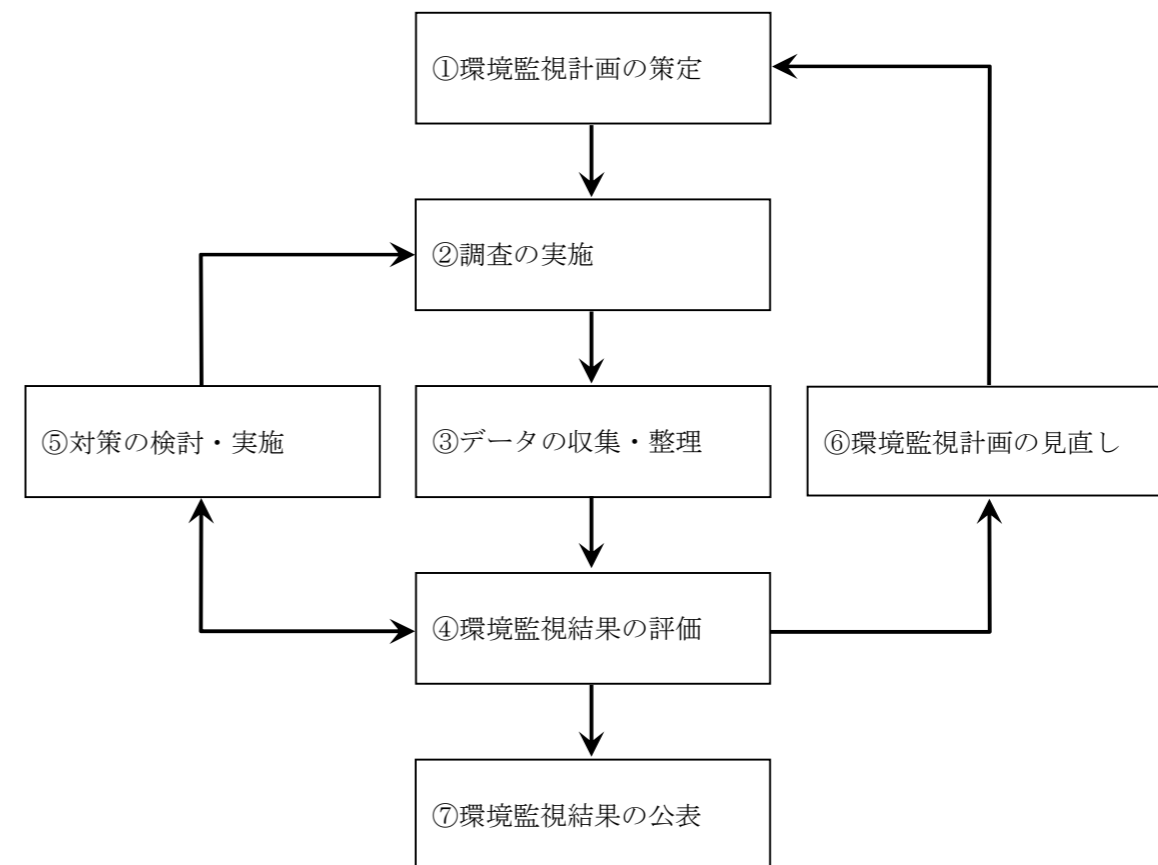 ①環境監視計画の策定
②調査の実施
⑤対策の検討・実施
③データの収集・整理
⑥環境監視計画の見直し
④環境監視結果の評価
⑦環境監視結果の公表